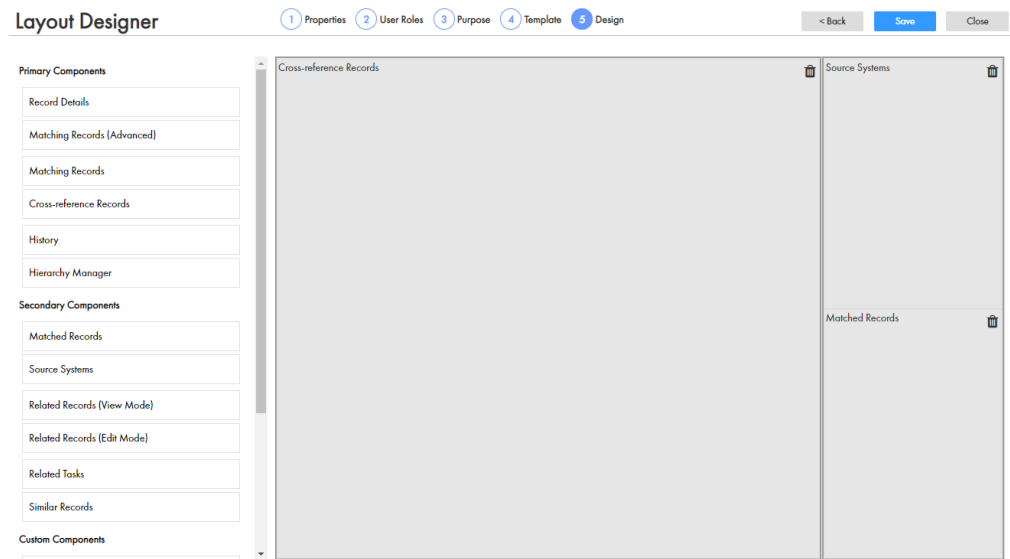 Layout Designer
1 Properties 2 User Roles 3 Purpose 4 Template 5 Design
< Back Save Close
Primary Components
Record Details
Matching Records (Advanced)
Matching Records
Cross-reference Records
History
Hierarchy Manager
Secondary Components
Matched Records
Source Systems
Related Records (View Mode)
Related Records (Edit Mode)
Related Tasks
Similar Records
Custom Components
Cross-reference Records
Source Systems
Matched Records